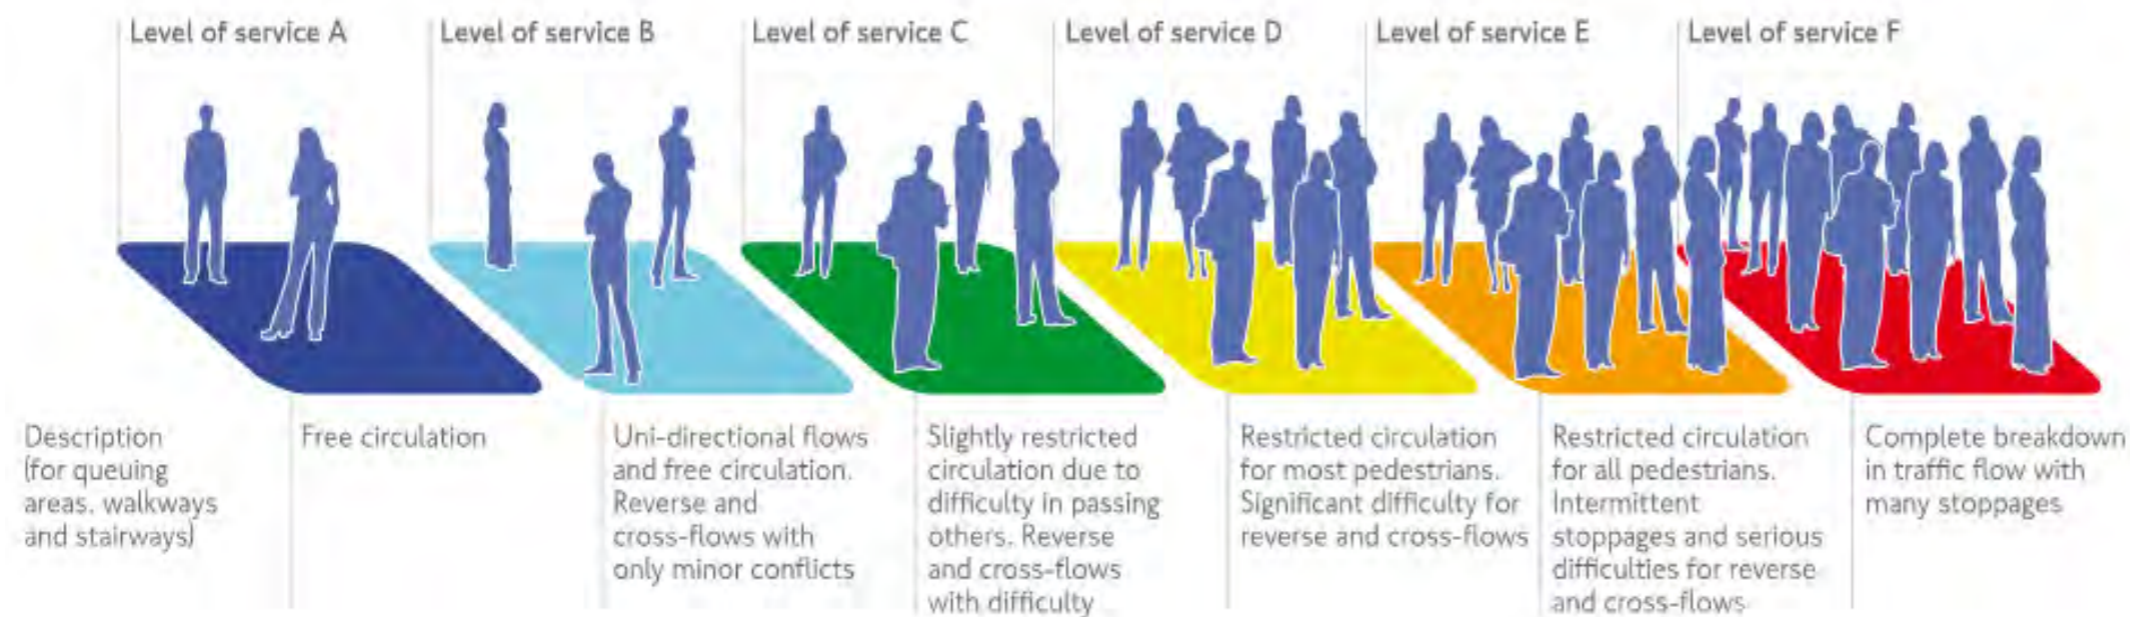 Level of service A
Level of service B
Level of service C
Level of service D
Level of service E
Level of service F
Description
(for queuing
areas, walkways
and stairways)
Free circulation
Uni-directional flows
and free circulation.
Reverse and
cross-flows with
only minor conflicts
Slightly restricted
circulation due to
difficulty in passing
others. Reverse
and cross-flows
with difficulty
Restricted circulation
for most pedestrians.
Significant difficulty for
reverse and cross-flows
Restricted circulation
for all pedestrians.
Intermittent
stoppages and serious
difficulties for reverse
and cross-flows
Complete breakdown
in traffic flow with
many stoppages